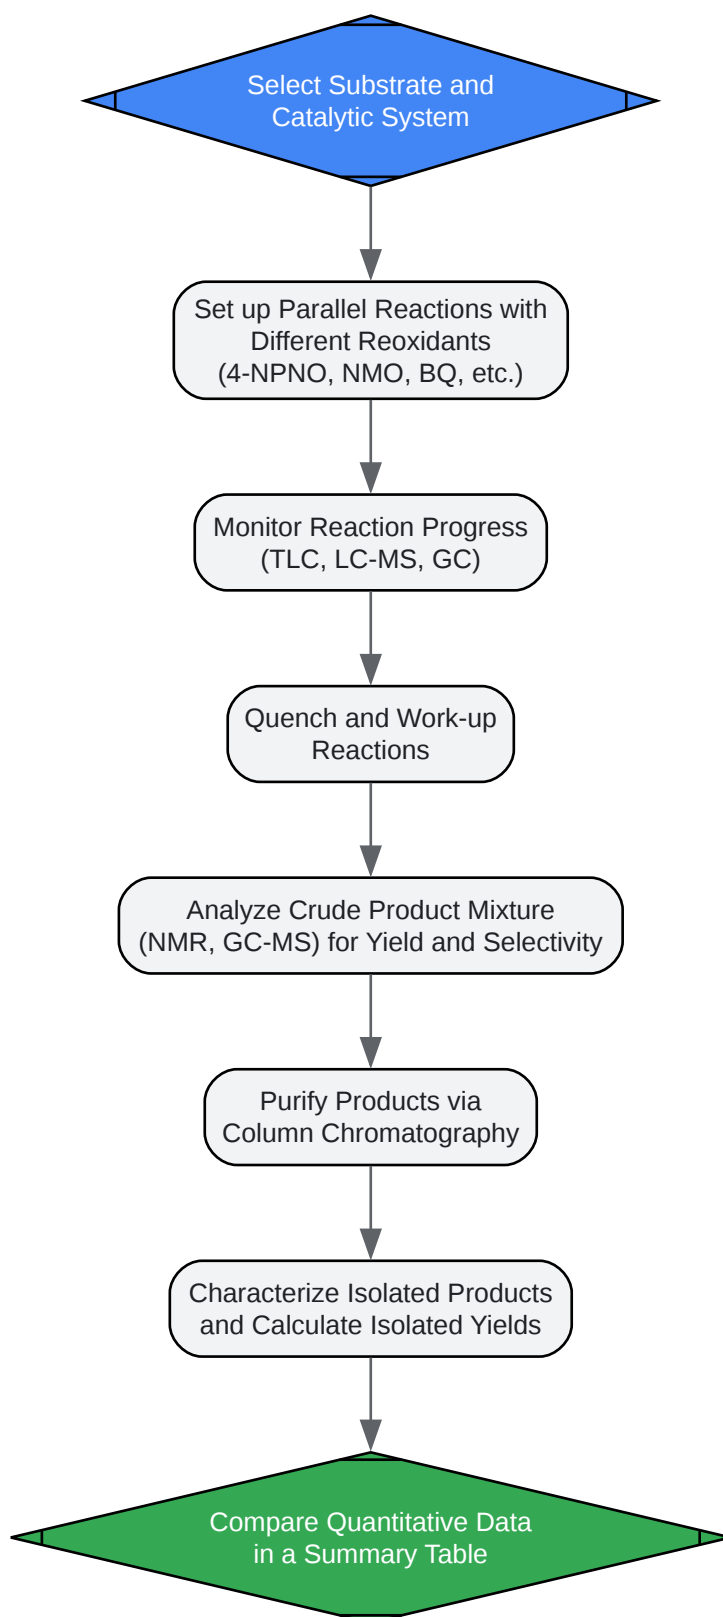 Select Substrate and
Catalytic System
Set up Parallel Reactions with
Different Reoxidants
(4-NPNO, NMO, BQ, etc.)
Monitor Reaction Progress
(TLC, LC-MS, GC)
Quench and Work-up
Reactions
Analyze Crude Product Mixture
(NMR, GC-MS) for Yield and Selectivity
Purify Products via
Column Chromatography
Characterize Isolated Products
and Calculate Isolated Yields
Compare Quantitative Data
in a Summary Table